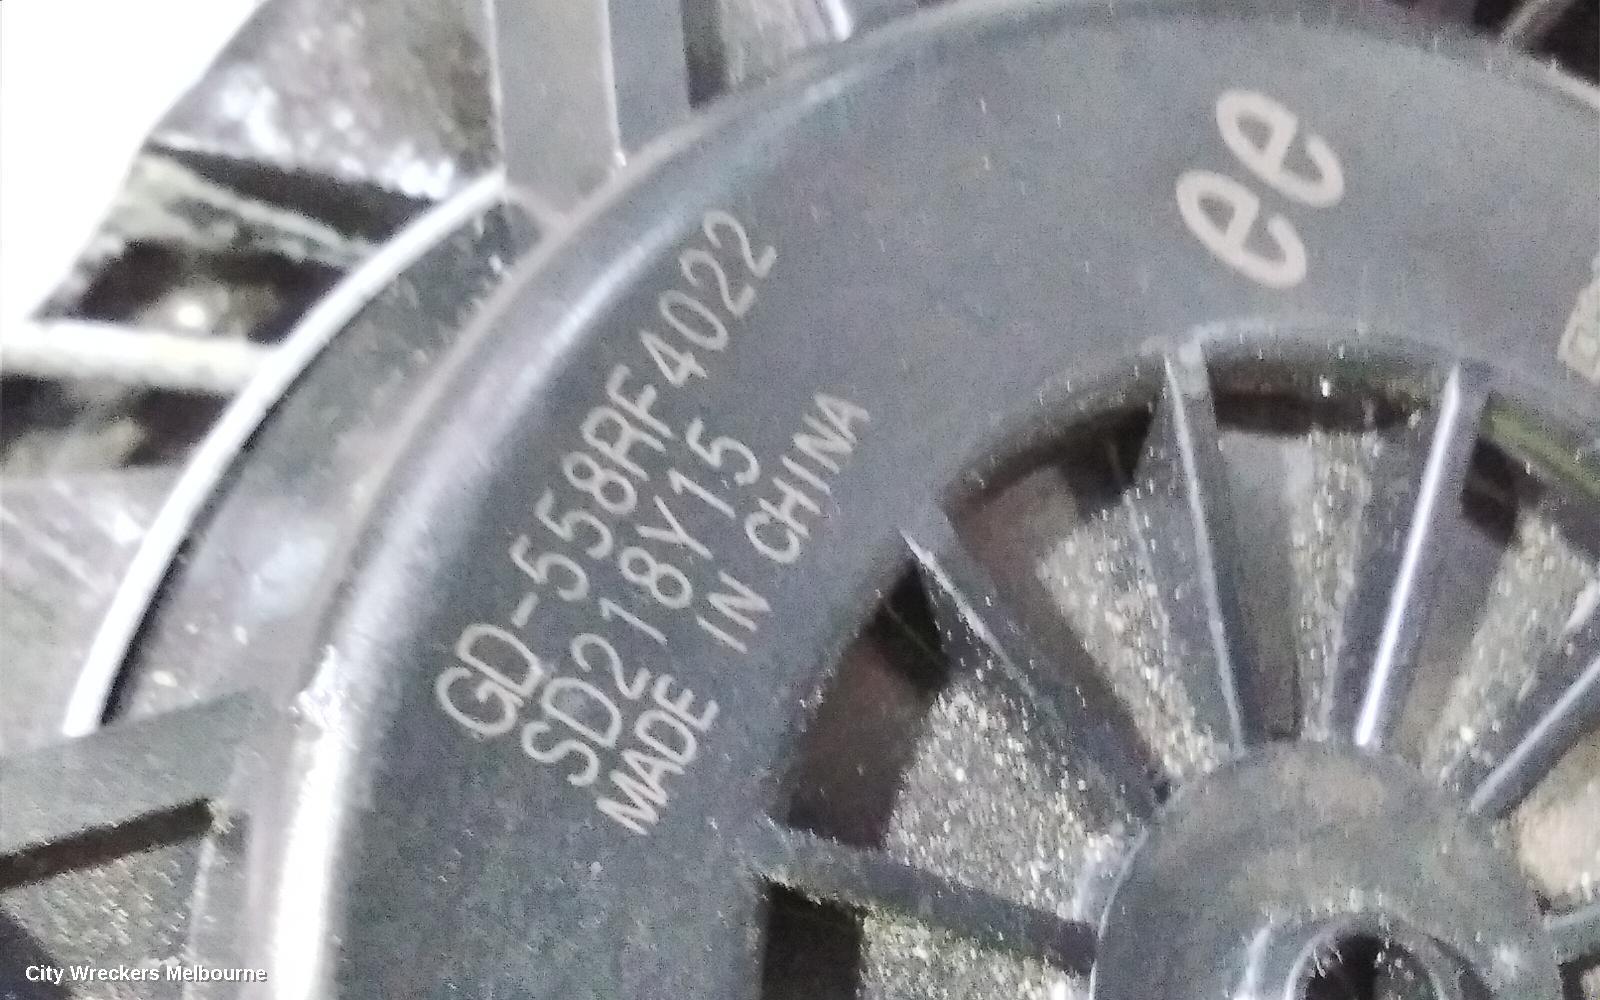 ee
GD-558RF4022
SD218Y15
MADE IN CHINA
City Wreckers Melbourne